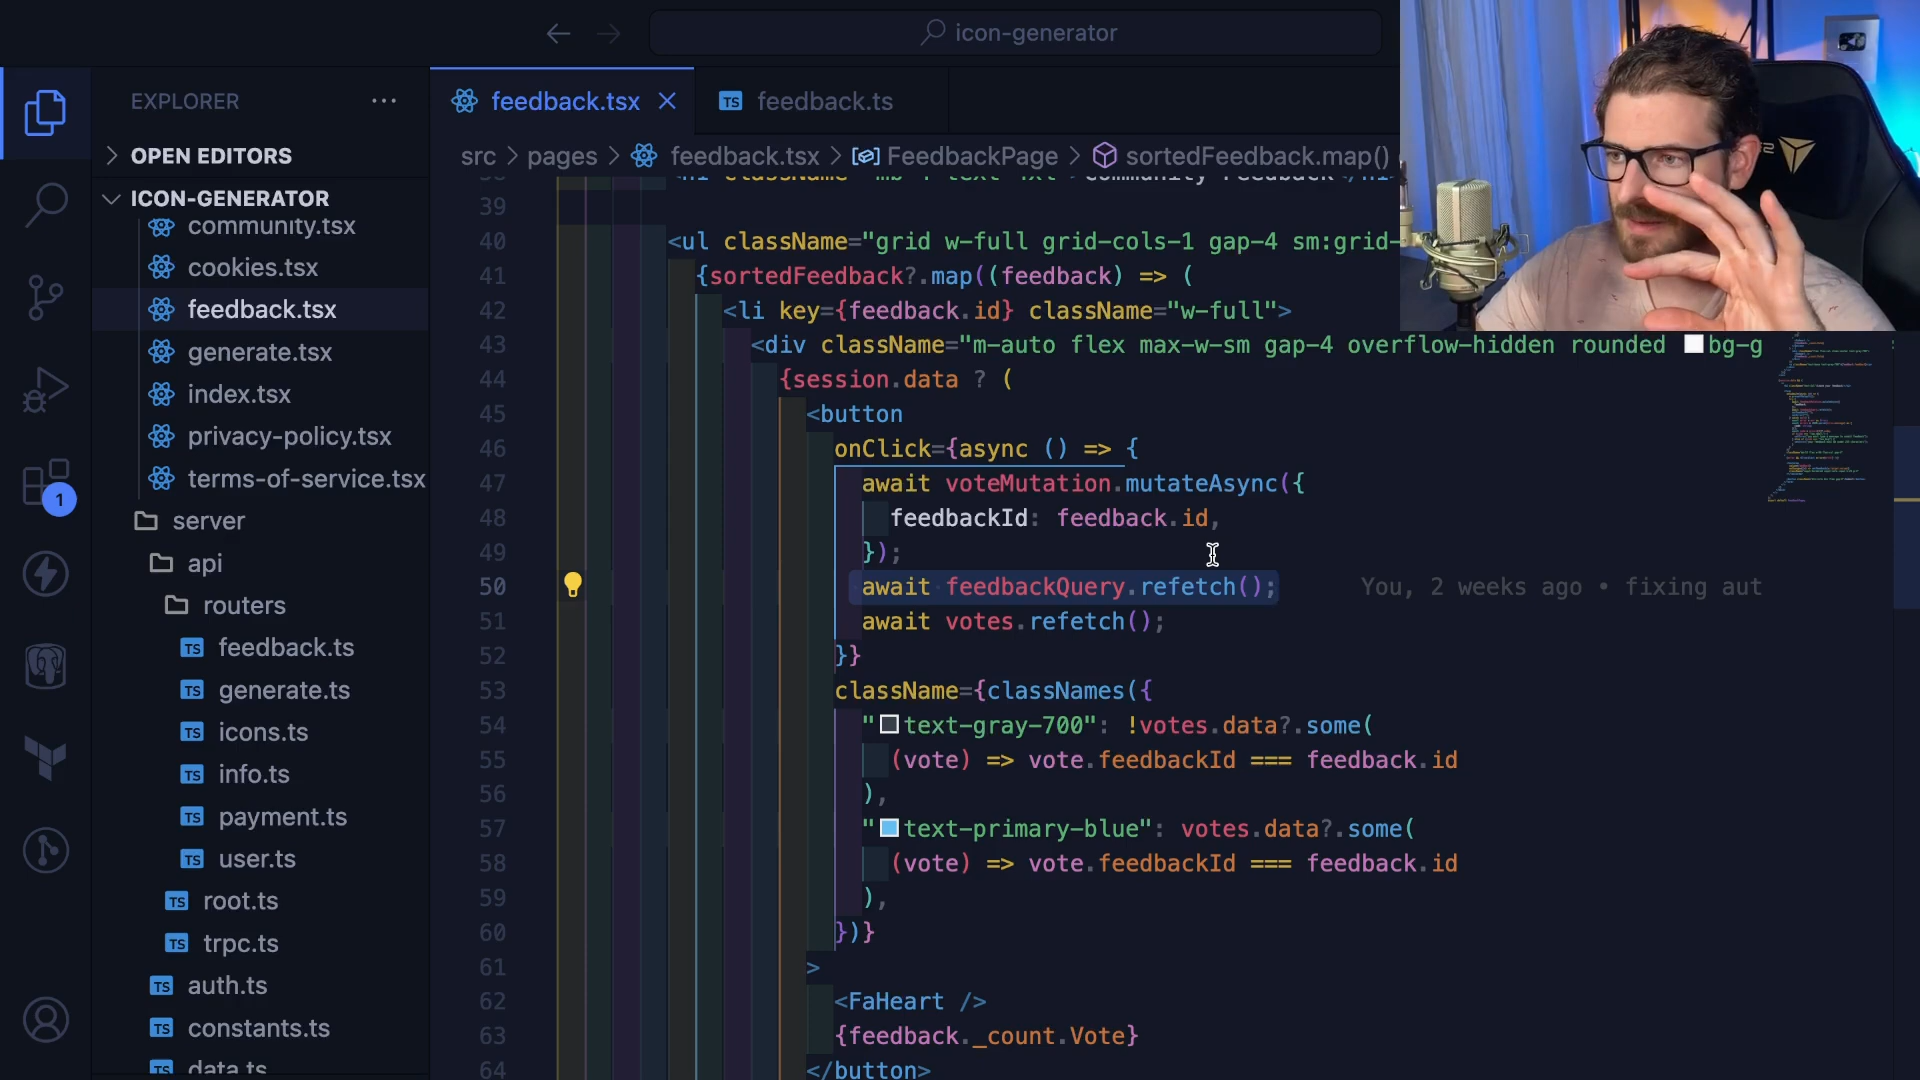 icon-generator
EXPLORER
feedback.tsx
feedback.ts
OPEN EDITORS
src > pages > feedback.tsx > FeedbackPage > sortedFeedback.map()
ICON-GENERATOR
community.tsx
cookies.tsx
feedback.tsx
generate.tsx
index.tsx
privacy-policy.tsx
terms-of-service.tsx
server
api
routers
feedback.ts
generate.ts
icons.ts
info.ts
payment.ts
user.ts
root.ts
trpc.ts
auth.ts
constants.ts
data.ts
1
39
40 <ul className="grid w-full grid-cols-1 gap-4 sm:grid-
41 {sortedFeedback?.map((feedback) => (
42 <li key={feedback.id} className="w-full">
43 <div className="m-auto flex max-w-sm gap-4 overflow-hidden rounded bg-g
44 {session.data ? (
45 <button
46 onClick={async () => {
47 await voteMutation.mutateAsync({
48 feedbackId: feedback.id,
49 });
50 await feedbackQuery.refetch(); You, 2 weeks ago • fixing aut
51 await votes.refetch();
52 }}
53 className={classNames({
54 "text-gray-700": !votes.data?.some(
55 (vote) => vote.feedbackId === feedback.id
56 ),
57 "text-primary-blue": votes.data?.some(
58 (vote) => vote.feedbackId === feedback.id
59 ),
60 })}
61 >
62 <FaHeart />
63 {feedback._count.Vote}
64 </button>